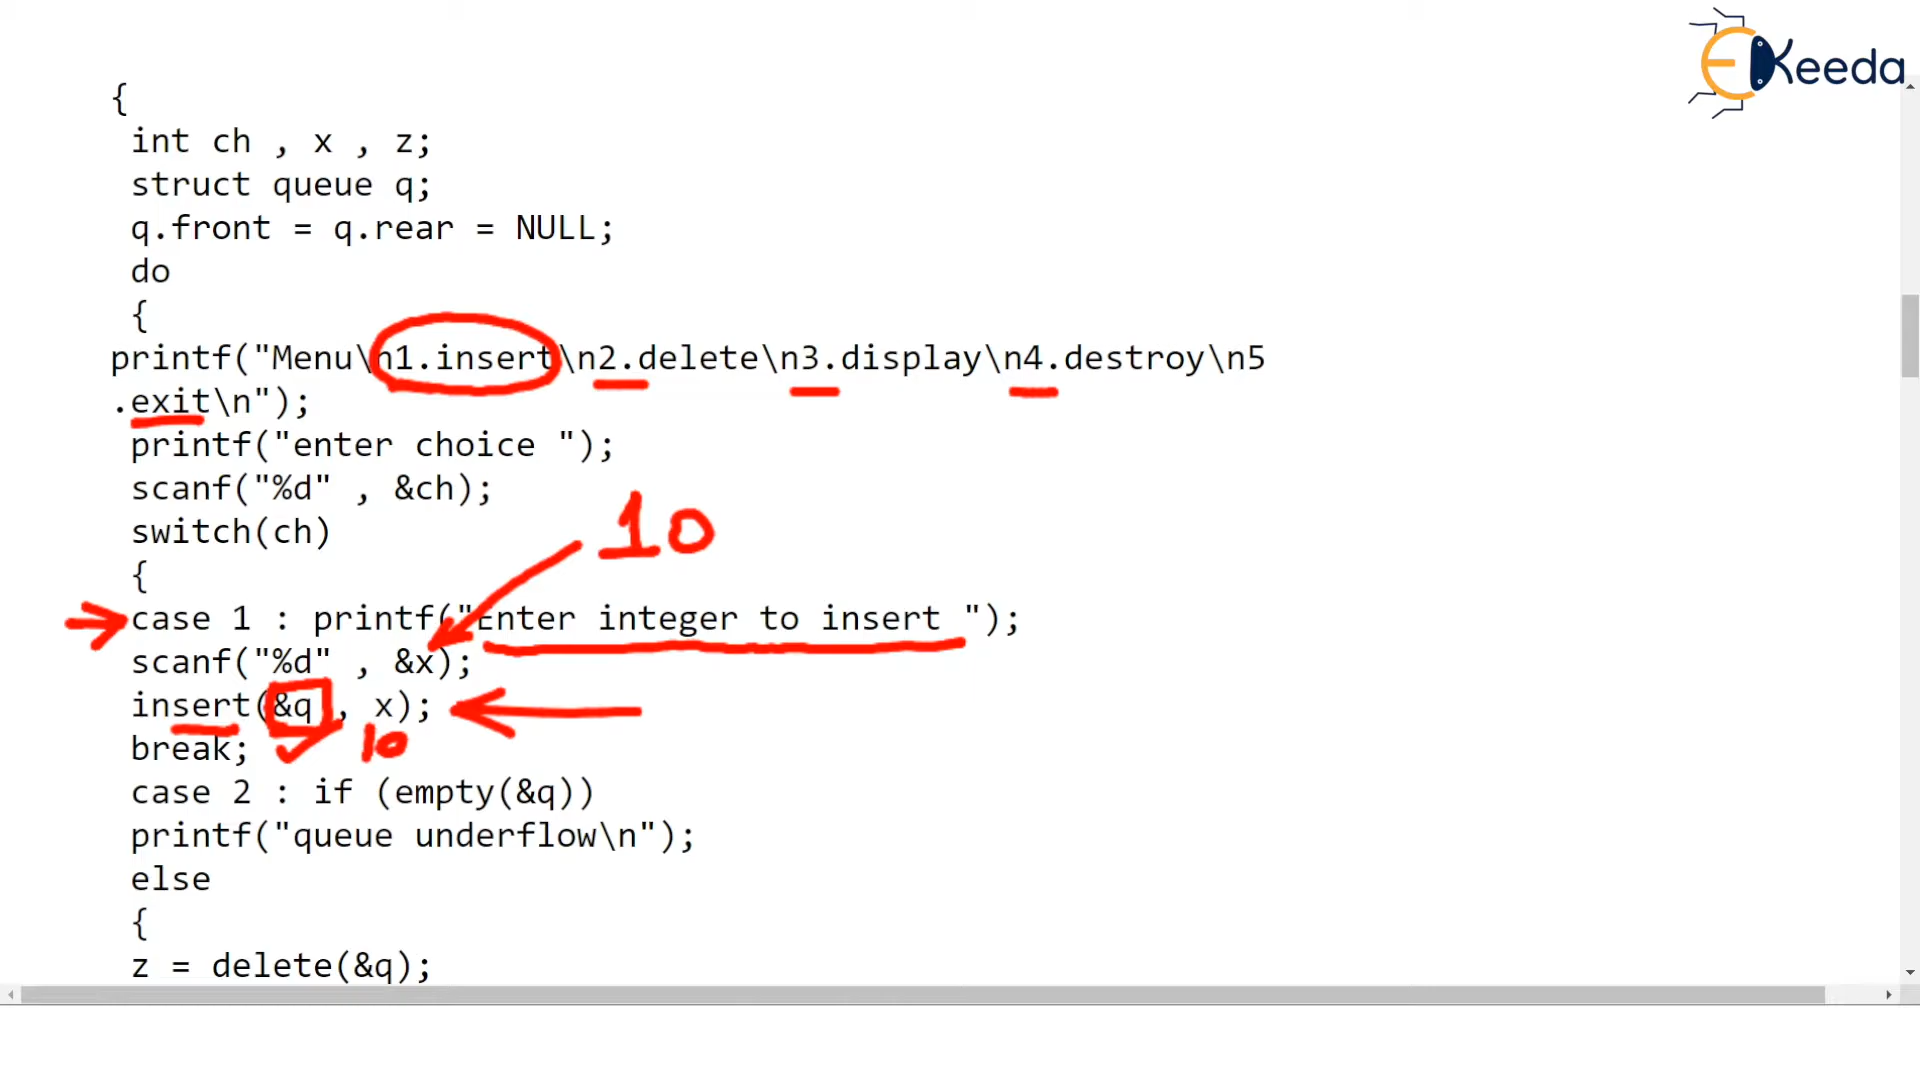 EKeeda
{
int ch , x , z;
struct queue q;
q.front = q.rear = NULL;
do
{
printf("Menu\n1.insert\n2.delete\n3.display\n4.destroy\n5
.exit\n");
printf("enter choice ");
scanf("%d" , &ch);
10
switch(ch)
{
case 1 : printf("Enter integer to insert ");
scanf("%d" , &x);
insert(&q , x);
10
break;
case 2 : if (empty(&q))
printf("queue underflow\n");
else
{
z = delete(&q);